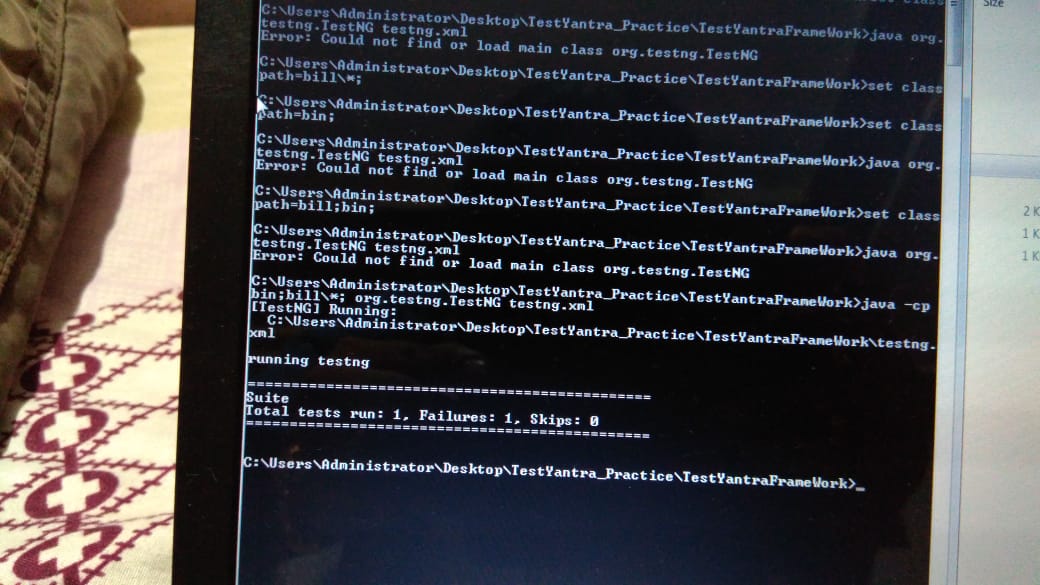 C:\Users\Administrator\Desktop\TestYantra_Practice\TestYantraFrameWork>java org.
testng.TestNG testng.xml
Error: Could not find or load main class org.testng.TestNG
C:\Users\Administrator\Desktop\TestYantra_Practice\TestYantraFrameWork>set class
path=bill\*;
C:\Users\Administrator\Desktop\TestYantra_Practice\TestYantraFrameWork>set class
path=bin;
C:\Users\Administrator\Desktop\TestYantra_Practice\TestYantraFrameWork>java org.
testng.TestNG testng.xml
Error: Could not find or load main class org.testng.TestNG
C:\Users\Administrator\Desktop\TestYantra_Practice\TestYantraFrameWork>set class
path=bill;bin;
C:\Users\Administrator\Desktop\TestYantra_Practice\TestYantraFrameWork>java org.
testng.TestNG testng.xml
Error: Could not find or load main class org.testng.TestNG
C:\Users\Administrator\Desktop\TestYantra_Practice\TestYantraFrameWork>java -cp
bin;bill\*; org.testng.TestNG testng.xml
[TestNG] Running:
C:\Users\Administrator\Desktop\TestYantra_Practice\TestYantraFrameWork\testng.
xml
running testng
===============================================
Suite
Total tests run: 1, Failures: 1, Skips: 0
===============================================
C:\Users\Administrator\Desktop\TestYantra_Practice\TestYantraFrameWork>_
Size
2 K
1 K
1 K